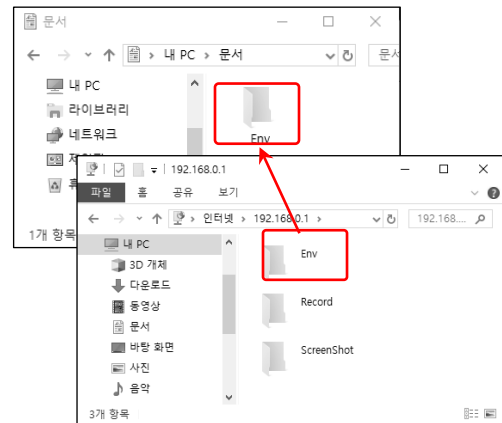 문서
내 PC > 문서
문서
내 PC
라이브러리
네트워크
Env
1개 항목
192.168.0.1
파일 홈 공유 보기
인터넷 > 192.168.0.1 >
192.168....
내 PC
3D 개체
다운로드
동영상
문서
바탕 화면
사진
음악
Env
Record
ScreenShot
3개 항목